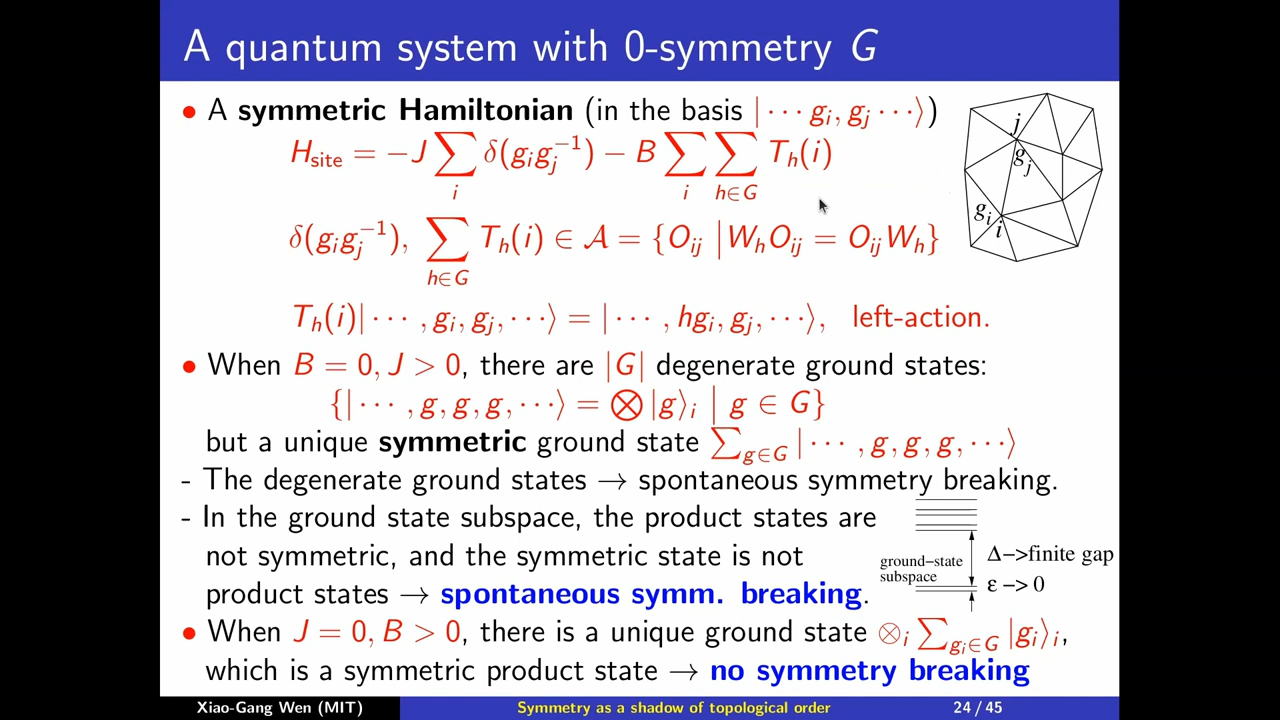 A quantum system with 0-symmetry G
• A symmetric Hamiltonian (in the basis |⋯ g_i, g_j ⋯⟩)
H_site = −J ∑_i δ(g_i g_j^{−1}) − B ∑_i ∑_{h∈G} T_h(i)
δ(g_i g_j^{−1}), ∑_{h∈G} T_h(i) ∈ 𝒜 = {O_ij | W_h O_ij = O_ij W_h}
T_h(i)|⋯ , g_i, g_j, ⋯⟩ = |⋯ , hg_i, g_j, ⋯⟩, left-action.
j
g_j
g_i
i
• When B = 0, J > 0, there are |G| degenerate ground states:
{|⋯ , g, g, g, ⋯⟩ = ⊗ |g⟩_i | g ∈ G}
but a unique symmetric ground state ∑_{g∈G} |⋯ , g, g, g, ⋯⟩
- The degenerate ground states → spontaneous symmetry breaking.
- In the ground state subspace, the product states are
not symmetric, and the symmetric state is not
product states → spontaneous symm. breaking.
ground−state
subspace
Δ−>finite gap
ε −> 0
• When J = 0, B > 0, there is a unique ground state ⊗_i ∑_{g_i∈G} |g_i⟩_i,
which is a symmetric product state → no symmetry breaking
Xiao-Gang Wen (MIT)
Symmetry as a shadow of topological order
24 / 45